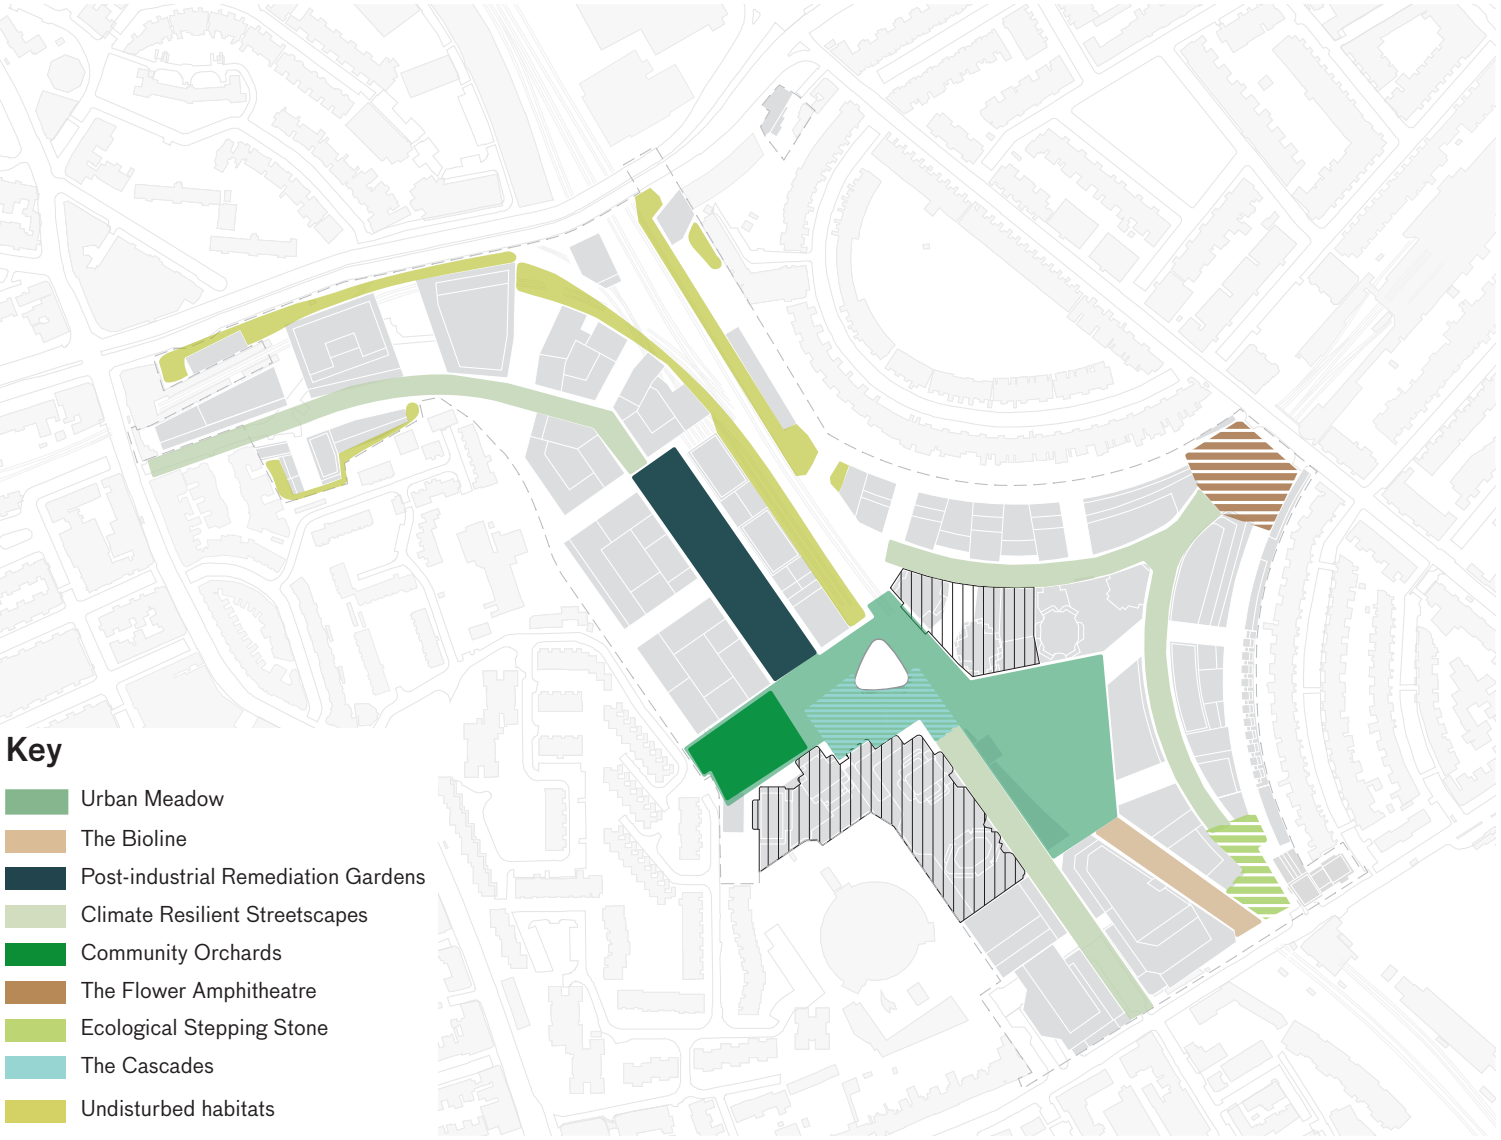 Key
Urban Meadow
The Bioline
Post-industrial Remediation Gardens
Climate Resilient Streetscapes
Community Orchards
The Flower Amphitheatre
Ecological Stepping Stone
The Cascades
Undisturbed habitats